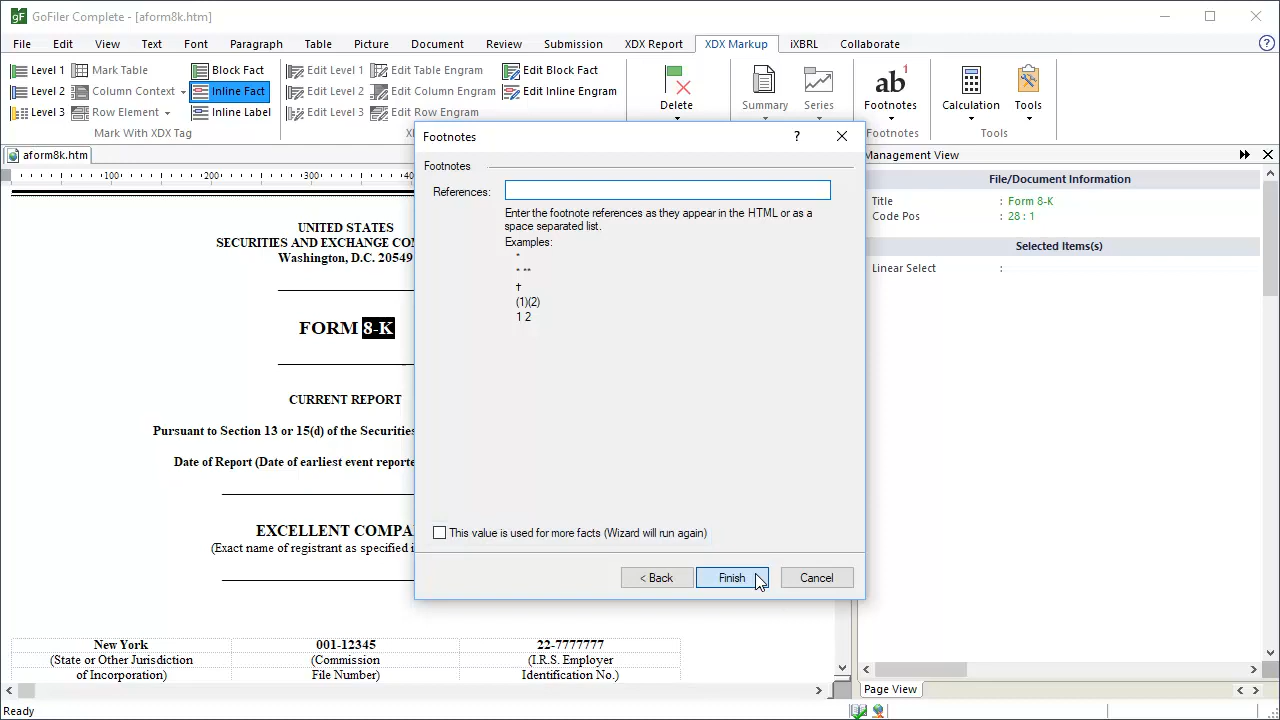 gF GoFiler Complete - [aform8k.htm]
File Edit View Text Font Paragraph Table Picture Document Review Submission XDX Report XDX Markup iXBRL Collaborate ?
Level 1 Mark Table Block Fact Edit Level 1 Edit Table Engram Edit Block Fact
Level 2 Column Context Inline Fact Edit Level 2 Edit Column Engram Edit Inline Engram
Level 3 Row Element Inline Label Edit Level 3 Edit Row Engram
Delete Summary Series ab1 Footnotes Calculation Tools
Mark With XDX Tag Footnotes Tools
aform8k.htm
100 200 300
UNITED STATES
Washington, D.C. 20549
FORM 8-K
CURRENT REPORT
Pursuant to Section 13 or 15(d) of the Securities
Date of Report (Date of earliest event reporte
(Exact name of registrant as specified i
New York 001-12345 22-7777777
(State or Other Jurisdiction (Commission (I.R.S. Employer
of Incorporation) File Number) Identification No.)
Footnotes ?
Footnotes
References:
Enter the footnote references as they appear in the HTML or as a
space separated list.
Examples:
*
* **
†
(1)(2)
1 2
This value is used for more facts (Wizard will run again)
< Back Finish Cancel
Management View
File/Document Information
Title : Form 8-K
Code Pos : 28 : 1
Selected Items(s)
Linear Select :
Page View
Ready